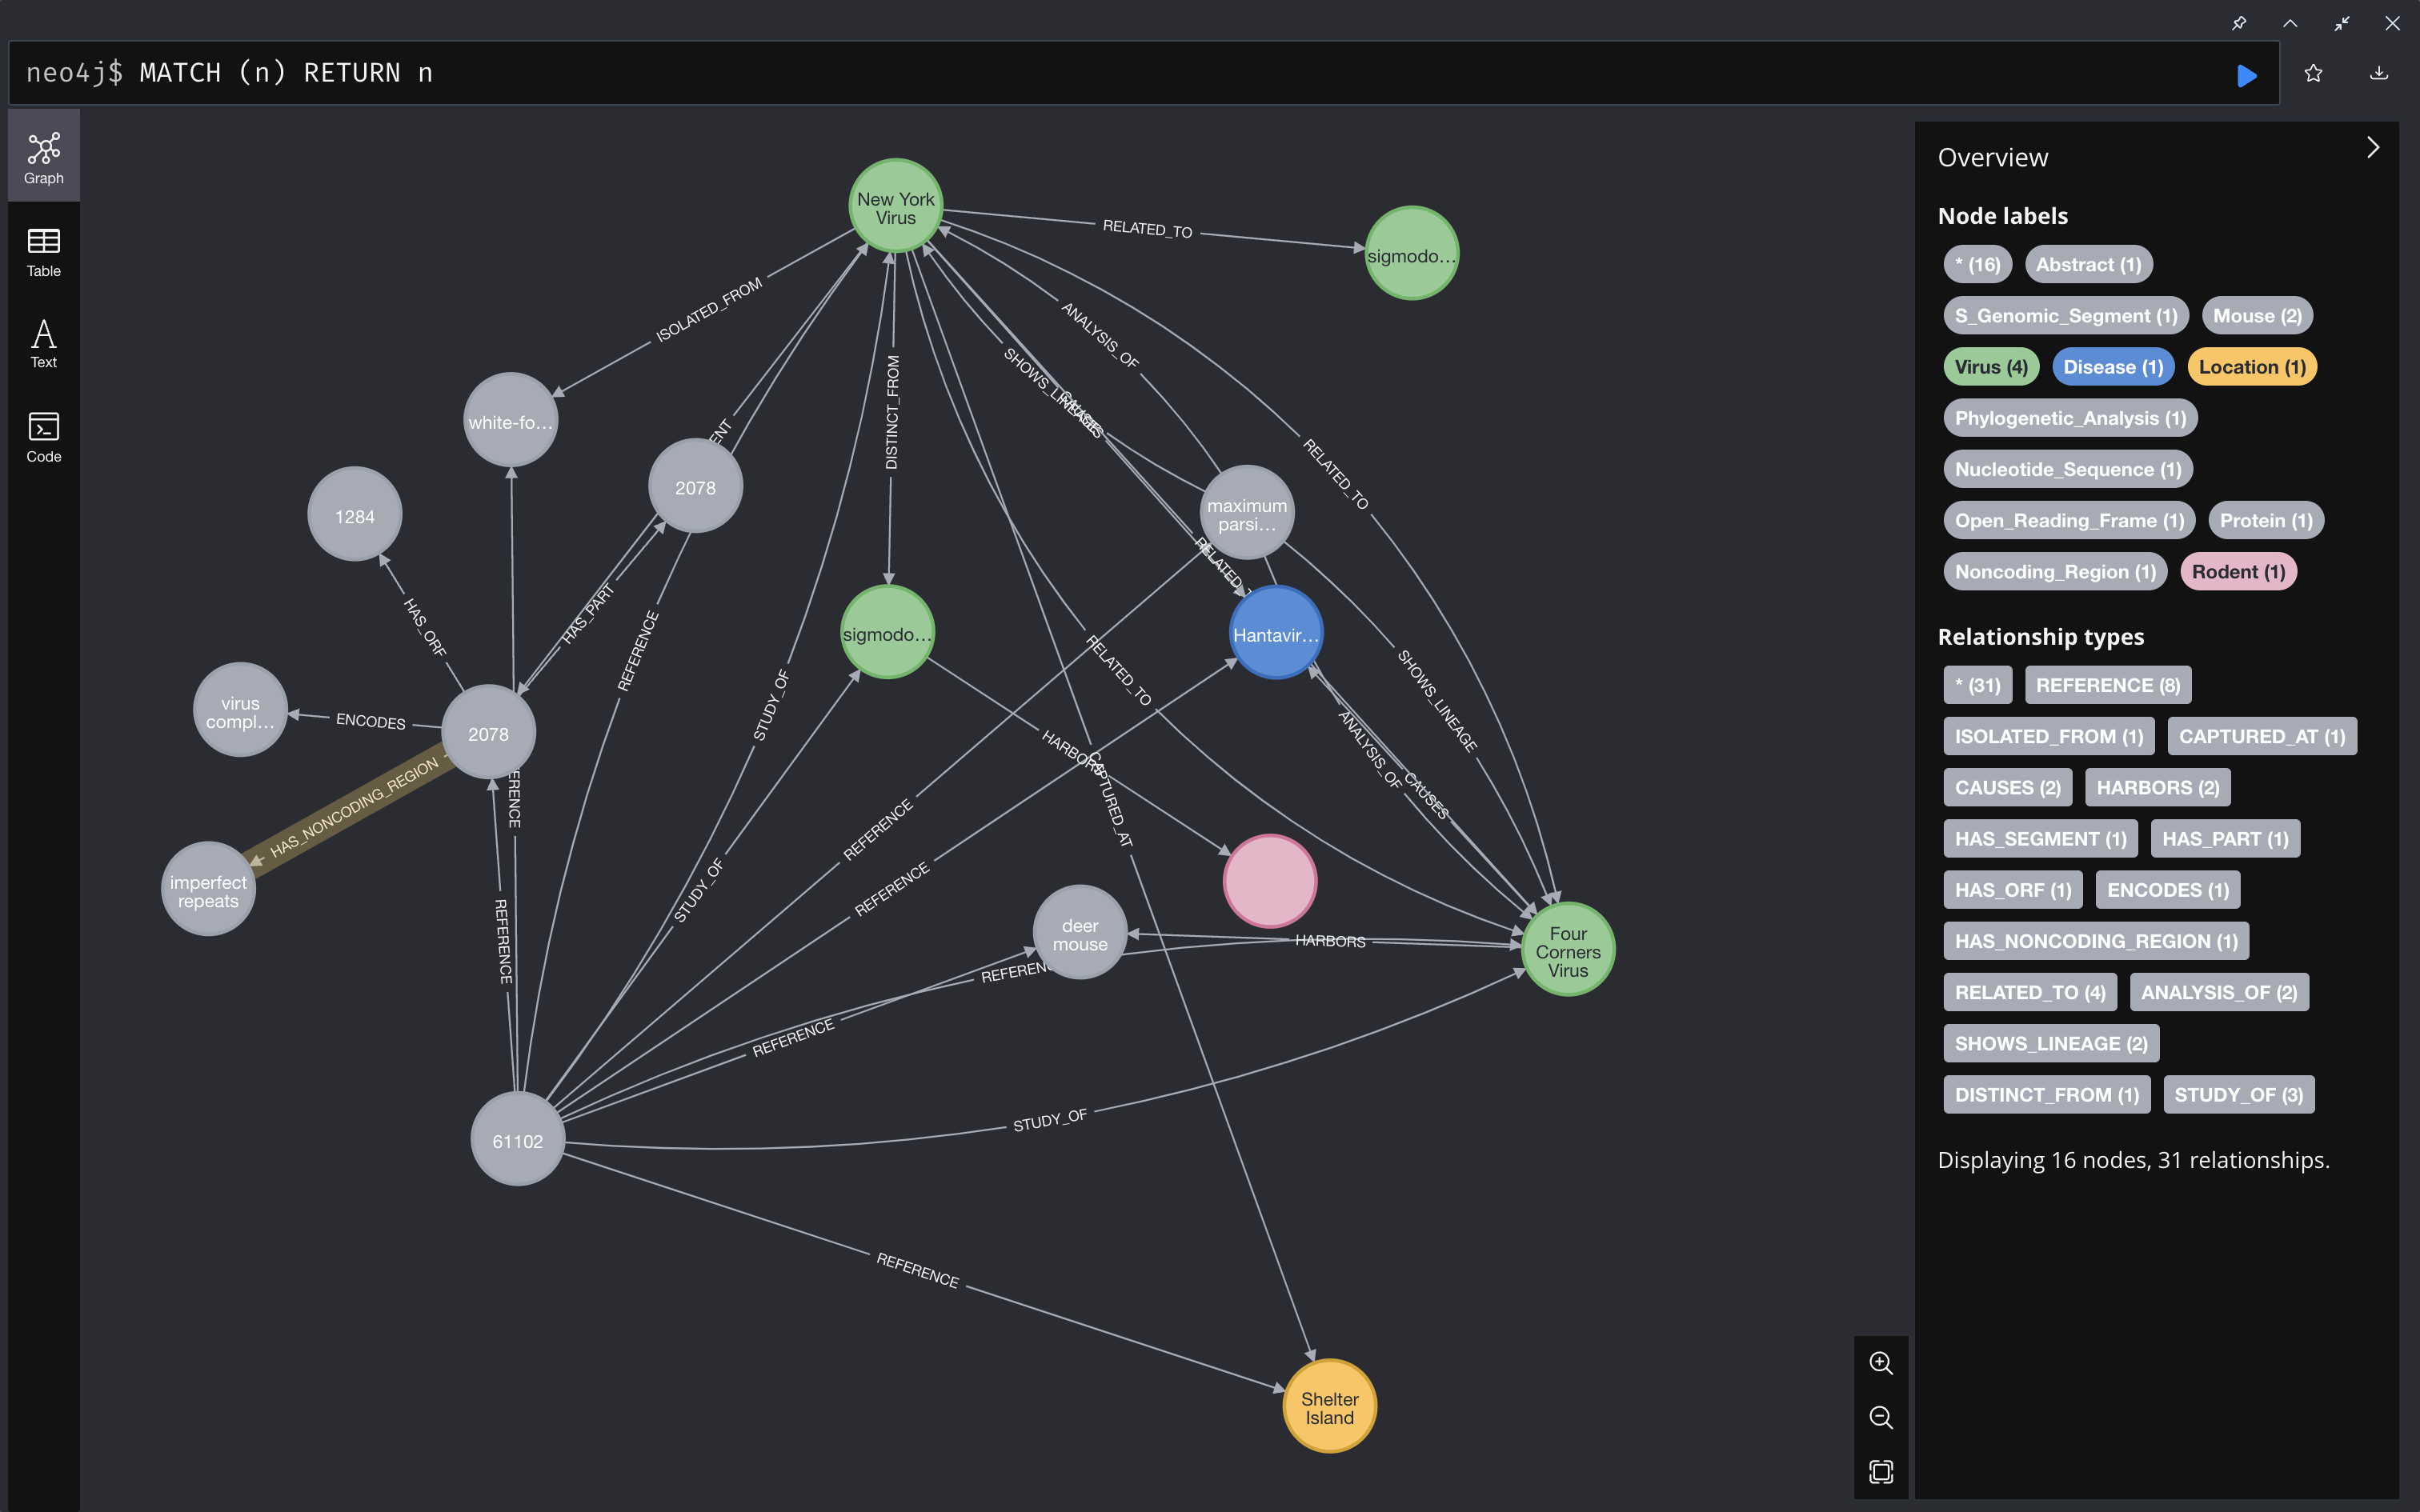 neo4j$ MATCH (n) RETURN n
Graph
Table
Text
Code
New York
Virus
RELATED_TO
sigmodo...
ISOLATED_FROM
ANALYSIS_OF
SHOWS_LINEAGE
CAUSES
DISTINCT_FROM
RELATED_TO
white-fo...
ENT
2078
1284
maximum
parsi...
HAS_PART
HAS_ORF
REFERENCE
sigmodo...
Hantavir...
RELATED_T
RELATED_TO
SHOWS_LINEAGE
STUDY_OF
virus
compl...
ENCODES
2078
HARBORS
CAPTURED_AT
ANALYSIS_OF
CAUSES
HAS_NONCODING_REGION
ERENCE
REFERENCE
REFERENCE
STUDY_OF
imperfect
repeats
REFERENCE
deer
mouse
HARBORS
Four
Corners
Virus
REFERENC
REFERENCE
STUDY_OF
61102
REFERENCE
Shelter
Island
Overview
Node labels
* (16) Abstract (1)
S_Genomic_Segment (1) Mouse (2)
Virus (4) Disease (1) Location (1)
Phylogenetic_Analysis (1)
Nucleotide_Sequence (1)
Open_Reading_Frame (1) Protein (1)
Noncoding_Region (1) Rodent (1)
Relationship types
* (31) REFERENCE (8)
ISOLATED_FROM (1) CAPTURED_AT (1)
CAUSES (2) HARBORS (2)
HAS_SEGMENT (1) HAS_PART (1)
HAS_ORF (1) ENCODES (1)
HAS_NONCODING_REGION (1)
RELATED_TO (4) ANALYSIS_OF (2)
SHOWS_LINEAGE (2)
DISTINCT_FROM (1) STUDY_OF (3)
Displaying 16 nodes, 31 relationships.